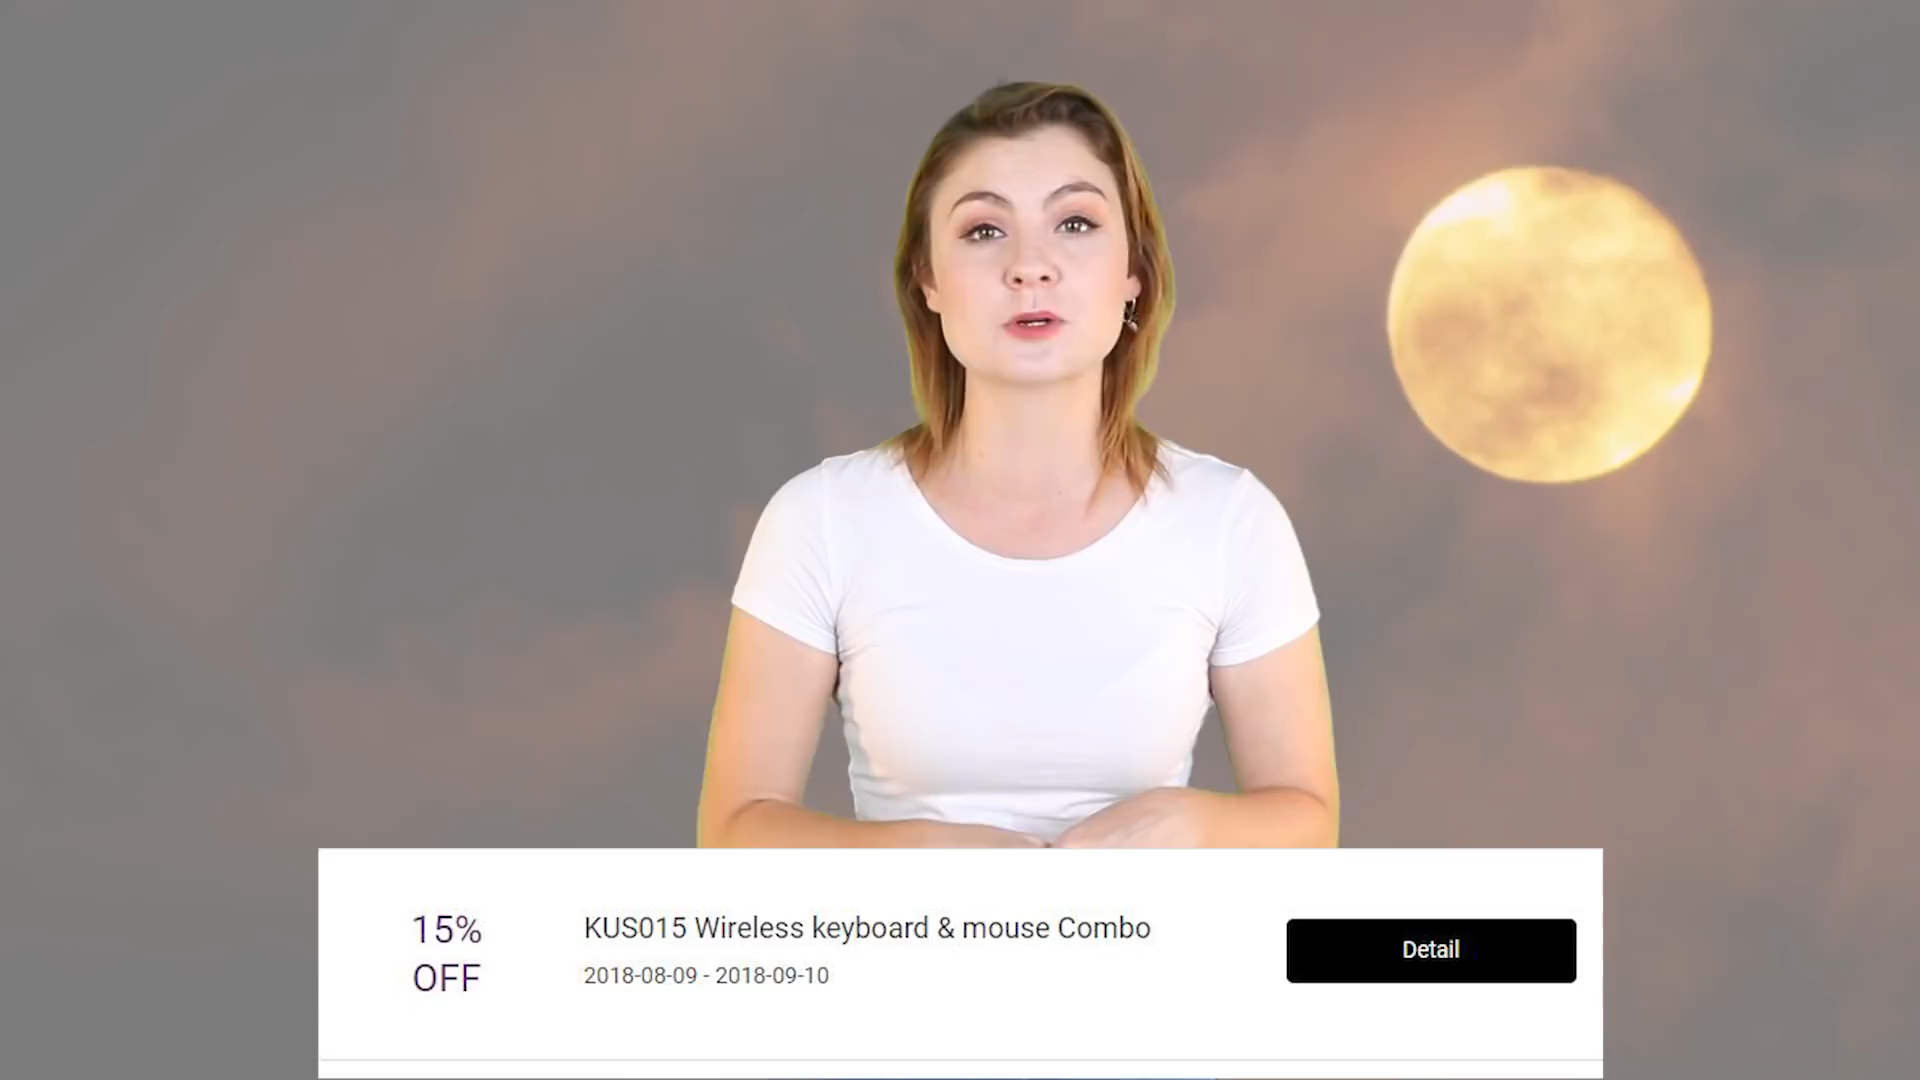 15%
OFF
KUS015 Wireless keyboard & mouse Combo
2018-08-09 - 2018-09-10
Detail